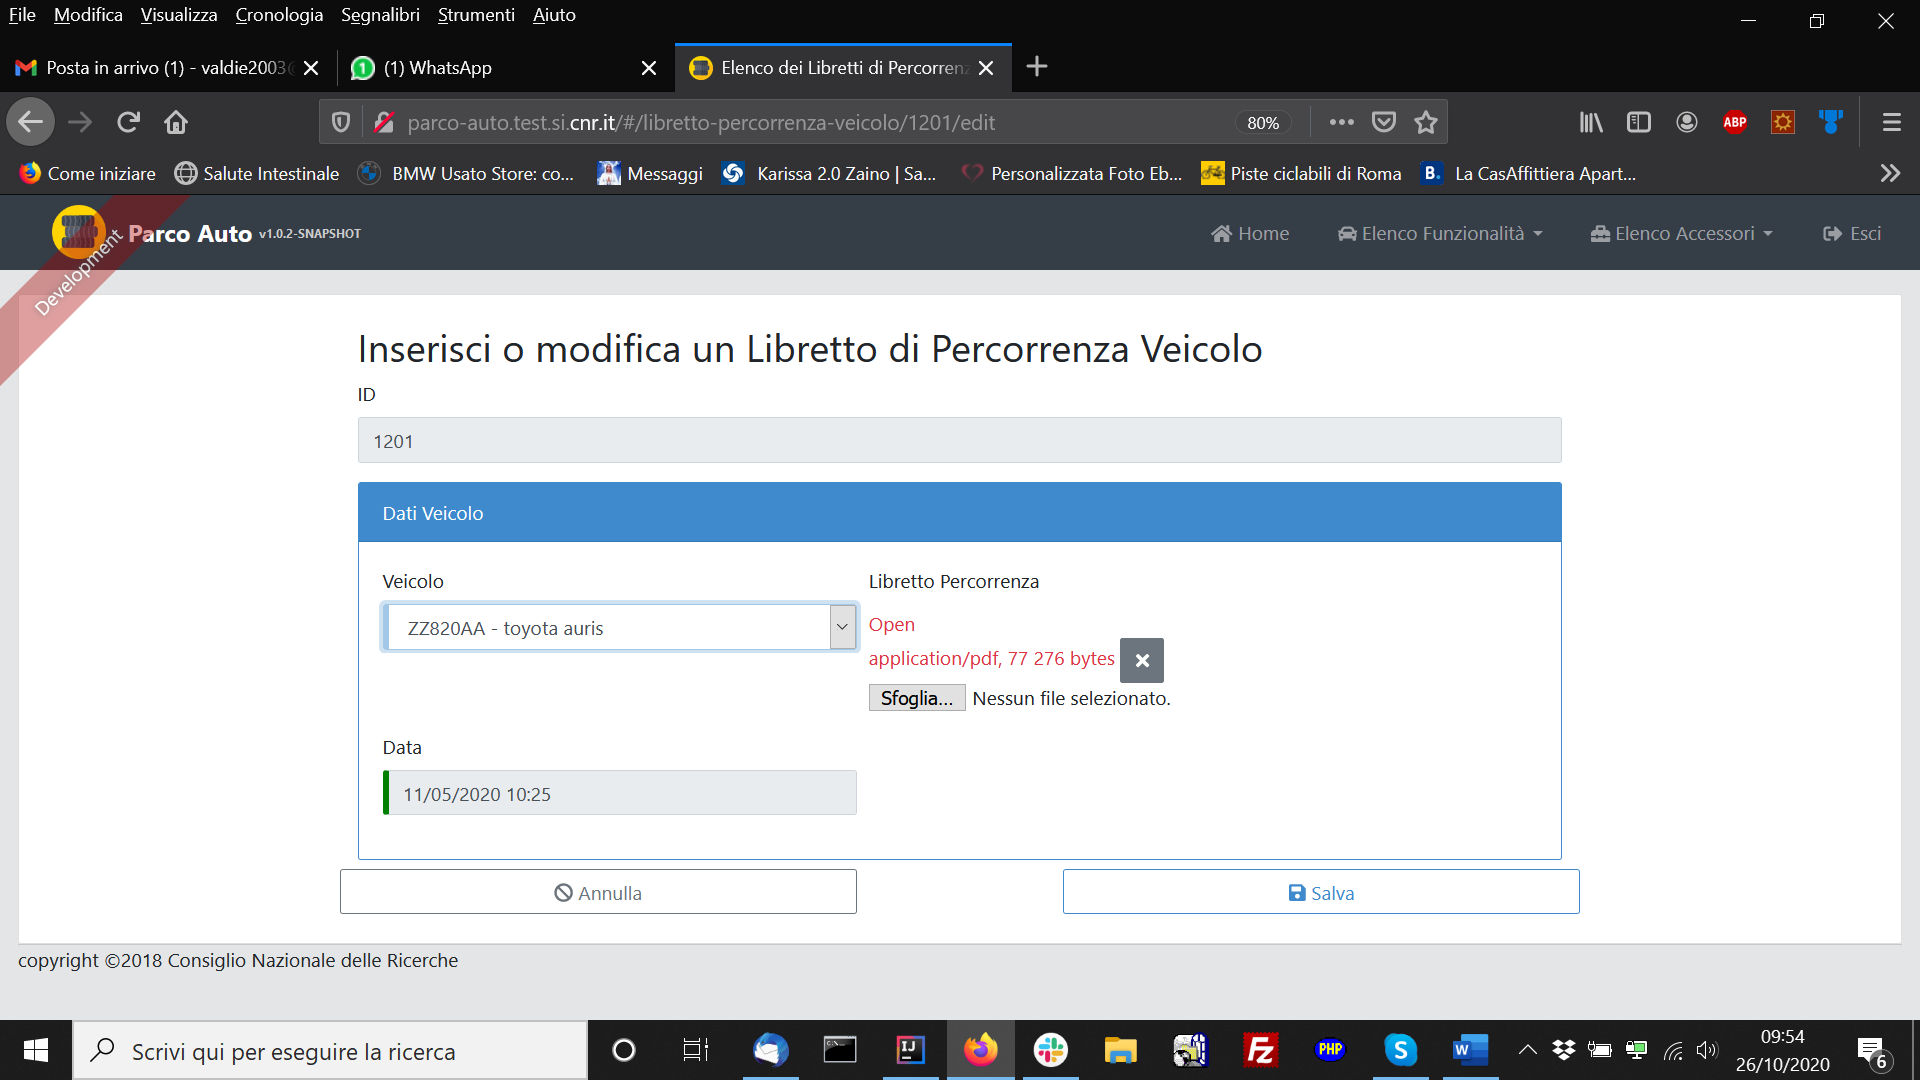 File Modifica Visualizza Cronologia Segnalibri Strumenti Aiuto
Posta in arrivo (1) - valdie2003@
(1) WhatsApp
Elenco dei Libretti di Percorrenz
parco-auto.test.si.cnr.it/#/libretto-percorrenza-veicolo/1201/edit
80%
ABP
Come iniziare
Salute Intestinale
BMW Usato Store: co...
Messaggi
Karissa 2.0 Zaino | Sa...
Personalizzata Foto Eb...
Piste ciclabili di Roma
B. La CasAffittiera Apart...
Parco Auto v1.0.2-SNAPSHOT
Home
Elenco Funzionalità
Elenco Accessori
Esci
Development
Inserisci o modifica un Libretto di Percorrenza Veicolo
ID
1201
Dati Veicolo
Veicolo
ZZ820AA - toyota auris
Libretto Percorrenza
Open
application/pdf, 77 276 bytes
Sfoglia... Nessun file selezionato.
Data
11/05/2020 10:25
Annulla
Salva
copyright ©2018 Consiglio Nazionale delle Ricerche
Scrivi qui per eseguire la ricerca
IJ
FZ
PHP
S
W
09:54
26/10/2020
6